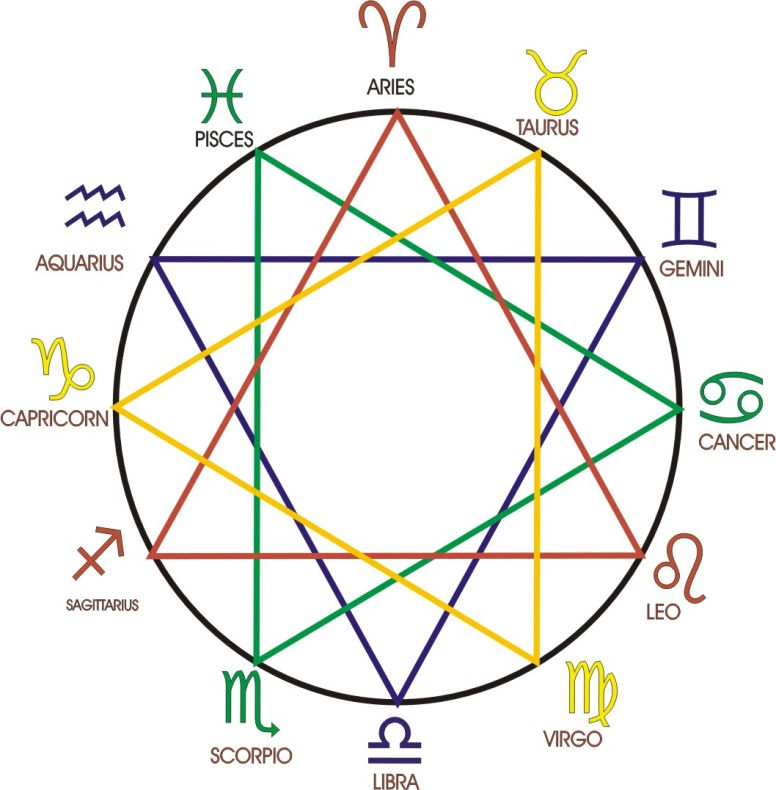 ARIES
TAURUS
GEMINI
CANCER
LEO
VIRGO
LIBRA
SCORPIO
SAGITTARIUS
CAPRICORN
AQUARIUS
PISCES